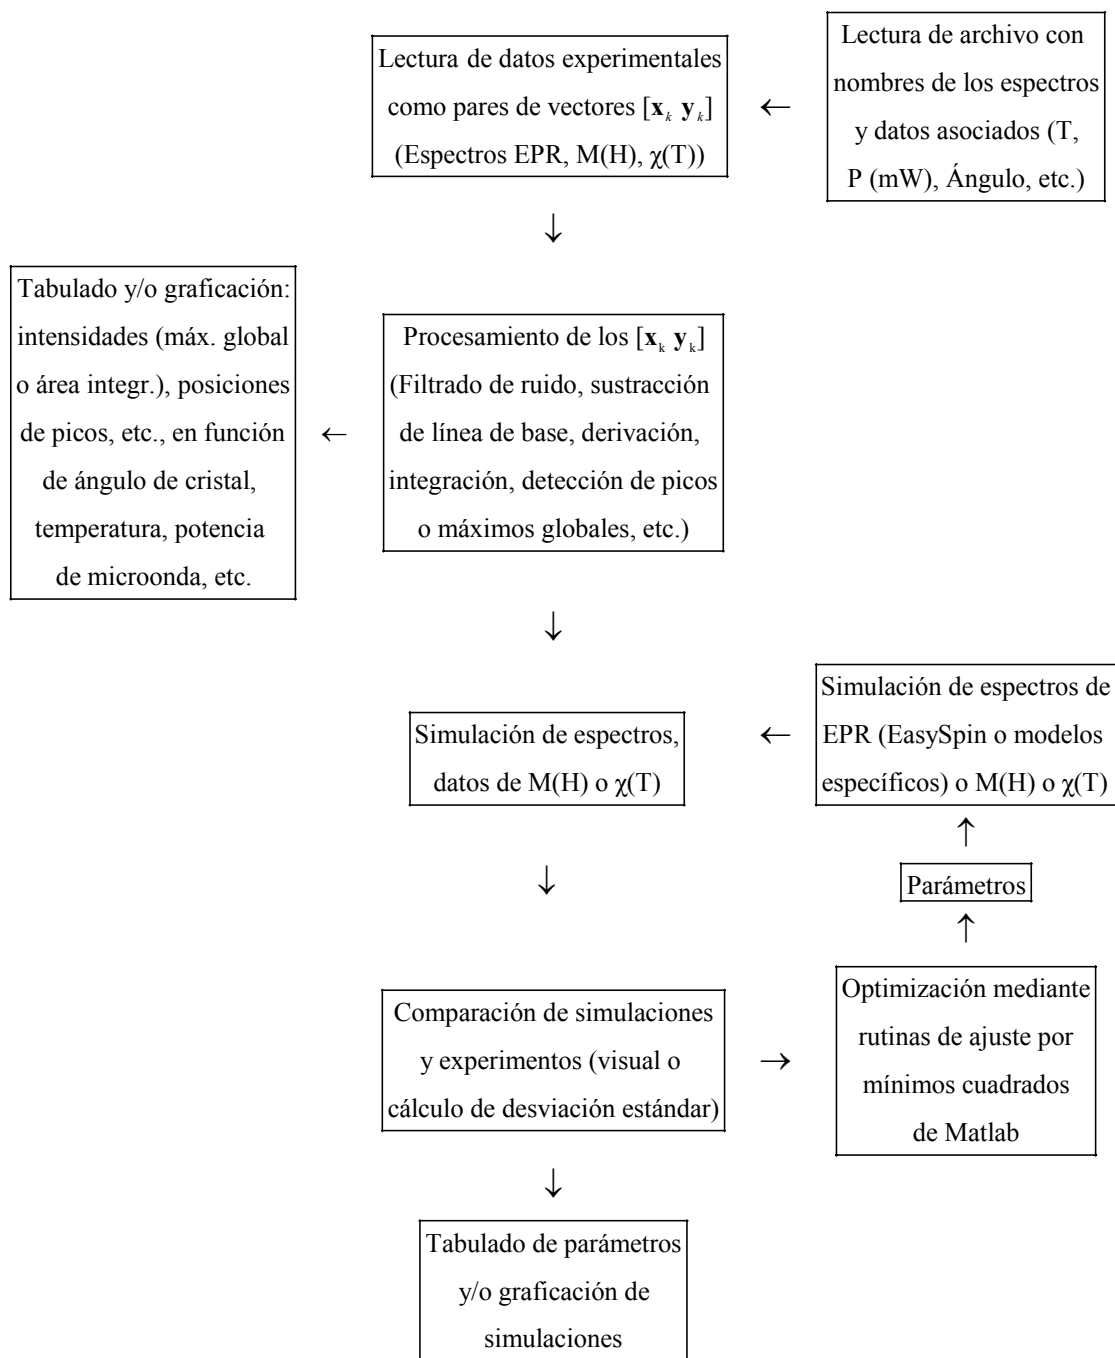 Lectura de datos experimentales
como pares de vectores [x_k y_k]
(Espectros EPR, M(H), χ(T))
←
Lectura de archivo con
nombres de los espectros
y datos asociados (T,
P (mW), Ángulo, etc.)
↓
Tabulado y/o graficación:
intensidades (máx. global
o área integr.), posiciones
de picos, etc., en función
de ángulo de cristal,
temperatura, potencia
de microonda, etc.
←
Procesamiento de los [x_k y_k]
(Filtrado de ruido, sustracción
de línea de base, derivación,
integración, detección de picos
o máximos globales, etc.)
↓
Simulación de espectros,
datos de M(H) o χ(T)
←
Simulación de espectros de
EPR (EasySpin o modelos
específicos) o M(H) o χ(T)
↑
Parámetros
↑
↓
Comparación de simulaciones
y experimentos (visual o
cálculo de desviación estándar)
→
Optimización mediante
rutinas de ajuste por
mínimos cuadrados
de Matlab
↓
Tabulado de parámetros
y/o graficación de
simulaciones